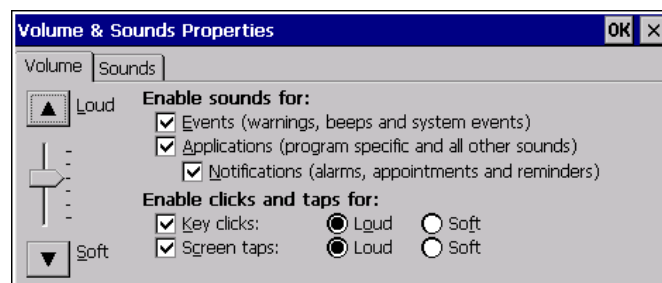 Volume & Sounds Properties OK ×
Volume Sounds
Loud
Enable sounds for:
Events (warnings, beeps and system events)
Applications (program specific and all other sounds)
Notifications (alarms, appointments and reminders)
Enable clicks and taps for:
Key clicks: Loud Soft
Screen taps: Loud Soft
Soft